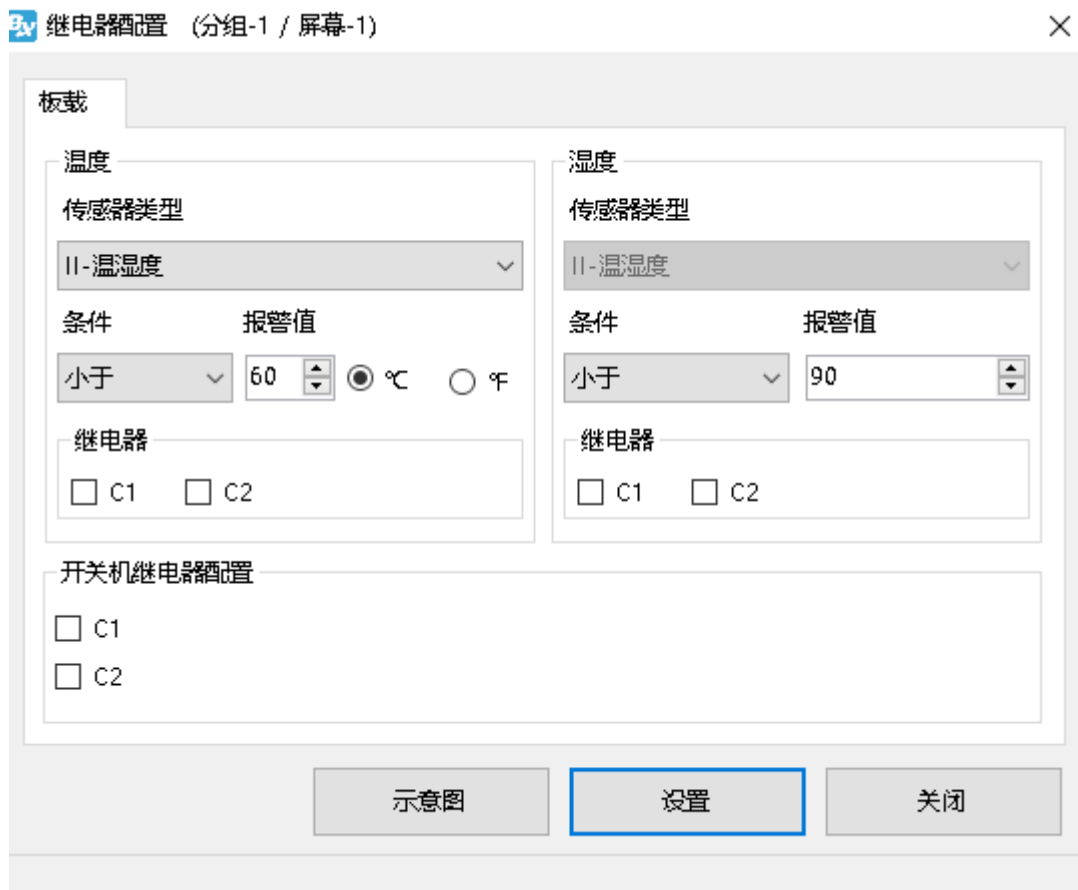 BX 继电器配置 (分组-1 / 屏幕-1)
板载
温度
传感器类型
II-温湿度
条件 报警值
小于 60 ℃ ℉
继电器
C1 C2
湿度
传感器类型
II-温湿度
条件 报警值
小于 90
继电器
C1 C2
开关机继电器配置
C1
C2
示意图 设置 关闭